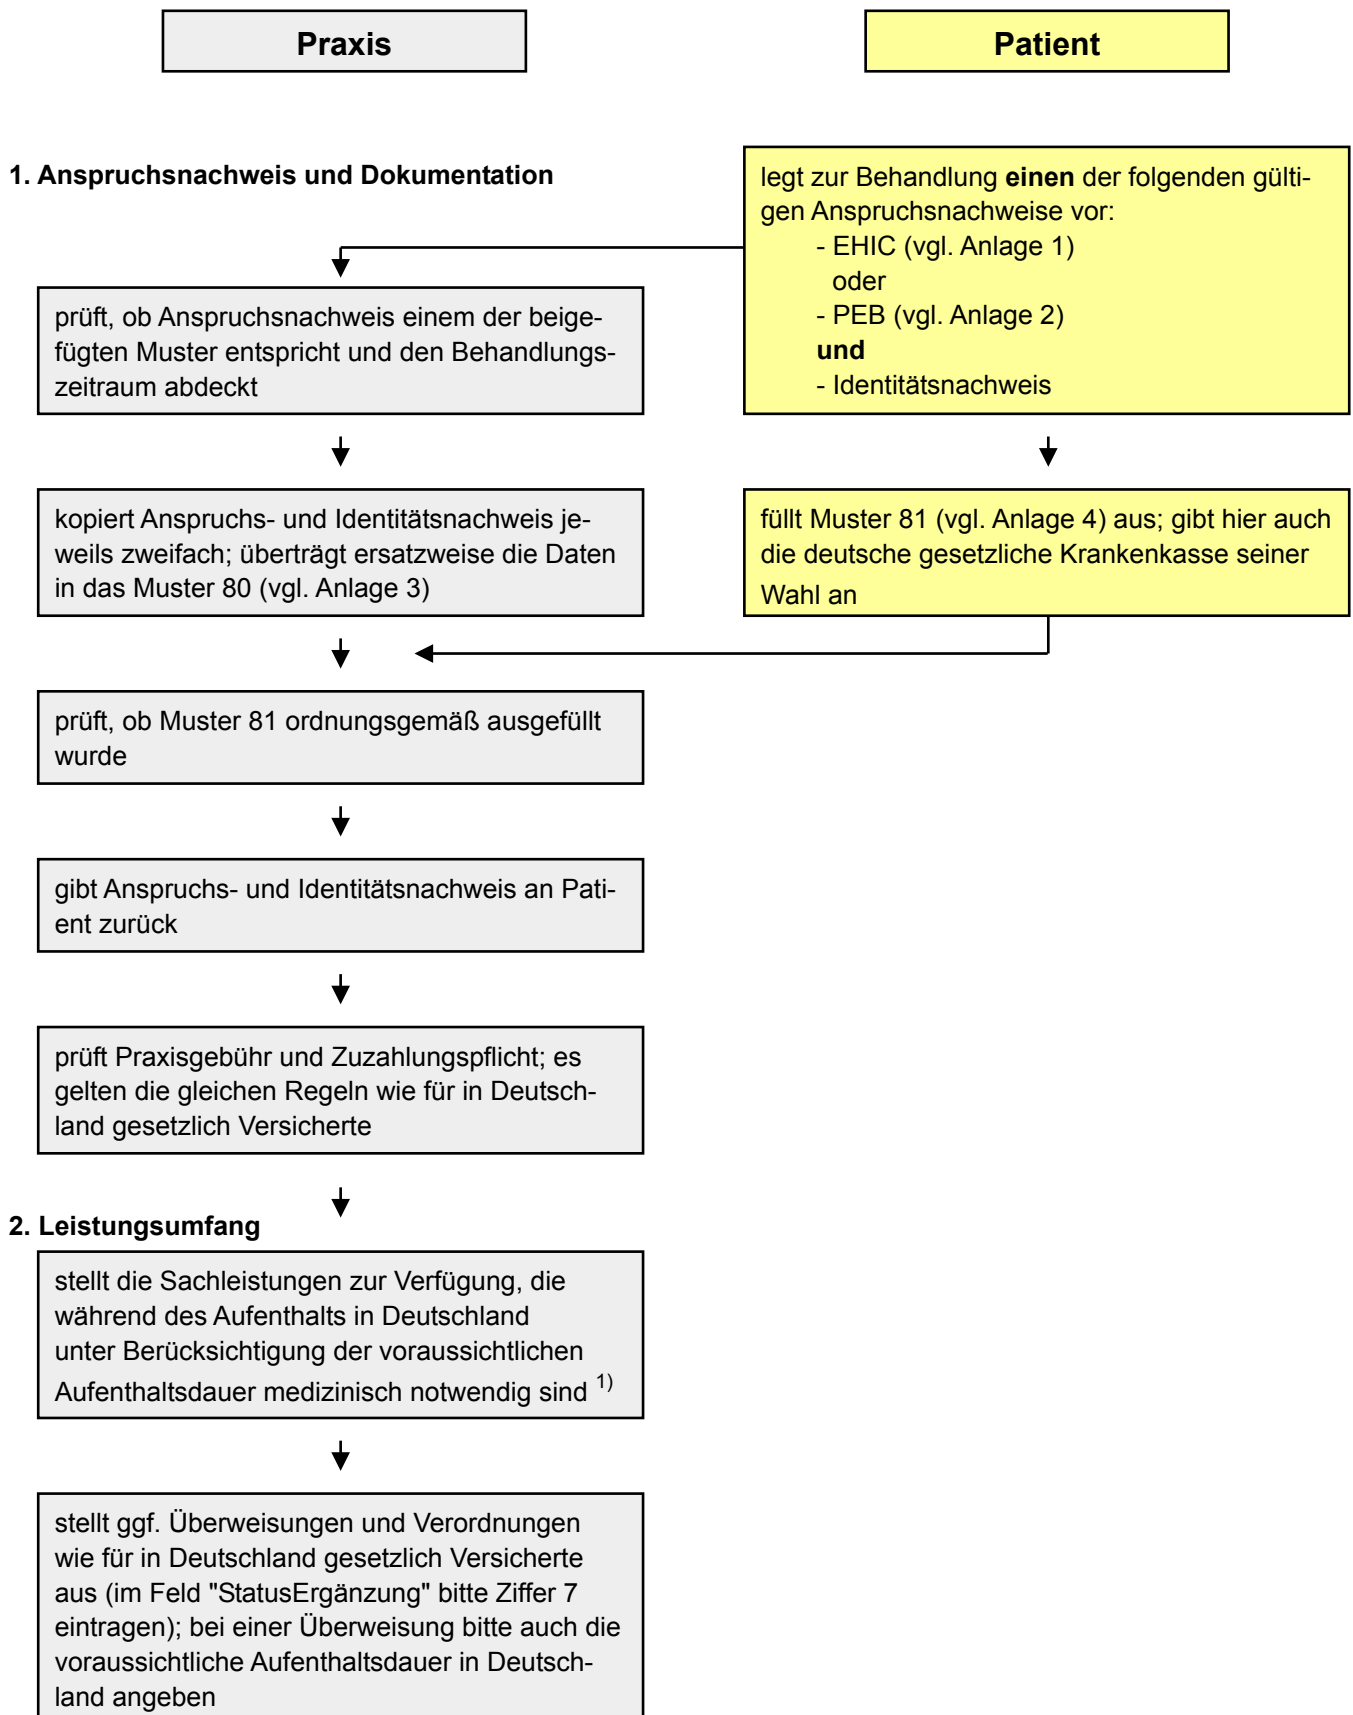 Praxis
Patient
1. Anspruchsnachweis und Dokumentation
legt zur Behandlung einen der folgenden gülti-
gen Anspruchsnachweise vor:
- EHIC (vgl. Anlage 1)
oder
- PEB (vgl. Anlage 2)
und
- Identitätsnachweis
prüft, ob Anspruchsnachweis einem der beige-
fügten Muster entspricht und den Behandlungs-
zeitraum abdeckt
kopiert Anspruchs- und Identitätsnachweis je-
weils zweifach; überträgt ersatzweise die Daten
in das Muster 80 (vgl. Anlage 3)
füllt Muster 81 (vgl. Anlage 4) aus; gibt hier auch
die deutsche gesetzliche Krankenkasse seiner
Wahl an
prüft, ob Muster 81 ordnungsgemäß ausgefüllt
wurde
gibt Anspruchs- und Identitätsnachweis an Pati-
ent zurück
prüft Praxisgebühr und Zuzahlungspflicht; es
gelten die gleichen Regeln wie für in Deutsch-
land gesetzlich Versicherte
2. Leistungsumfang
stellt die Sachleistungen zur Verfügung, die
während des Aufenthalts in Deutschland
unter Berücksichtigung der voraussichtlichen
Aufenthaltsdauer medizinisch notwendig sind 1)
stellt ggf. Überweisungen und Verordnungen
wie für in Deutschland gesetzlich Versicherte
aus (im Feld "StatusErgänzung" bitte Ziffer 7
eintragen); bei einer Überweisung bitte auch die
voraussichtliche Aufenthaltsdauer in Deutsch-
land angeben